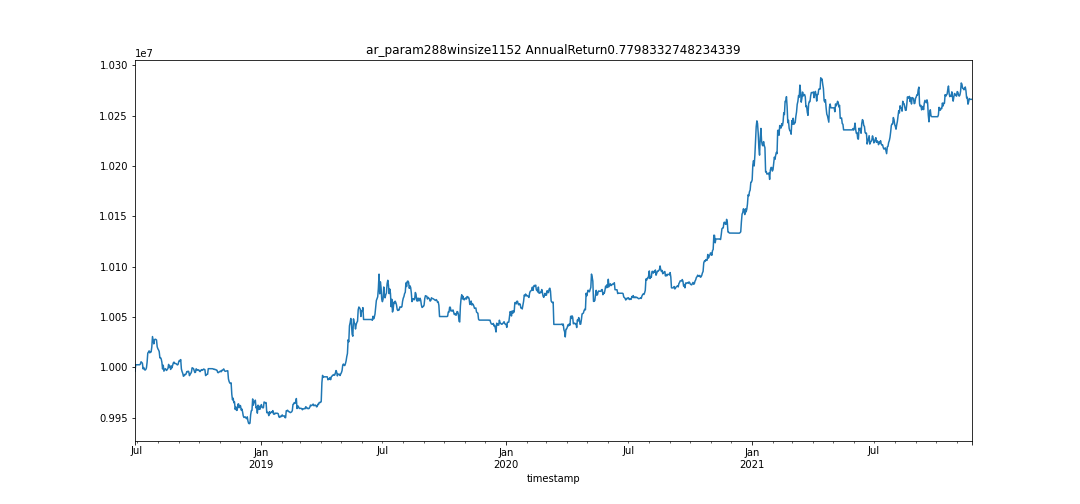 ar_param288winsize1152 AnnualReturn0.7798332748234339
1e7
1.030
1.025
1.020
1.015
1.010
1.005
1.000
0.995
Jul Jan Jul Jan Jul Jan Jul
2019 2020 2021
timestamp